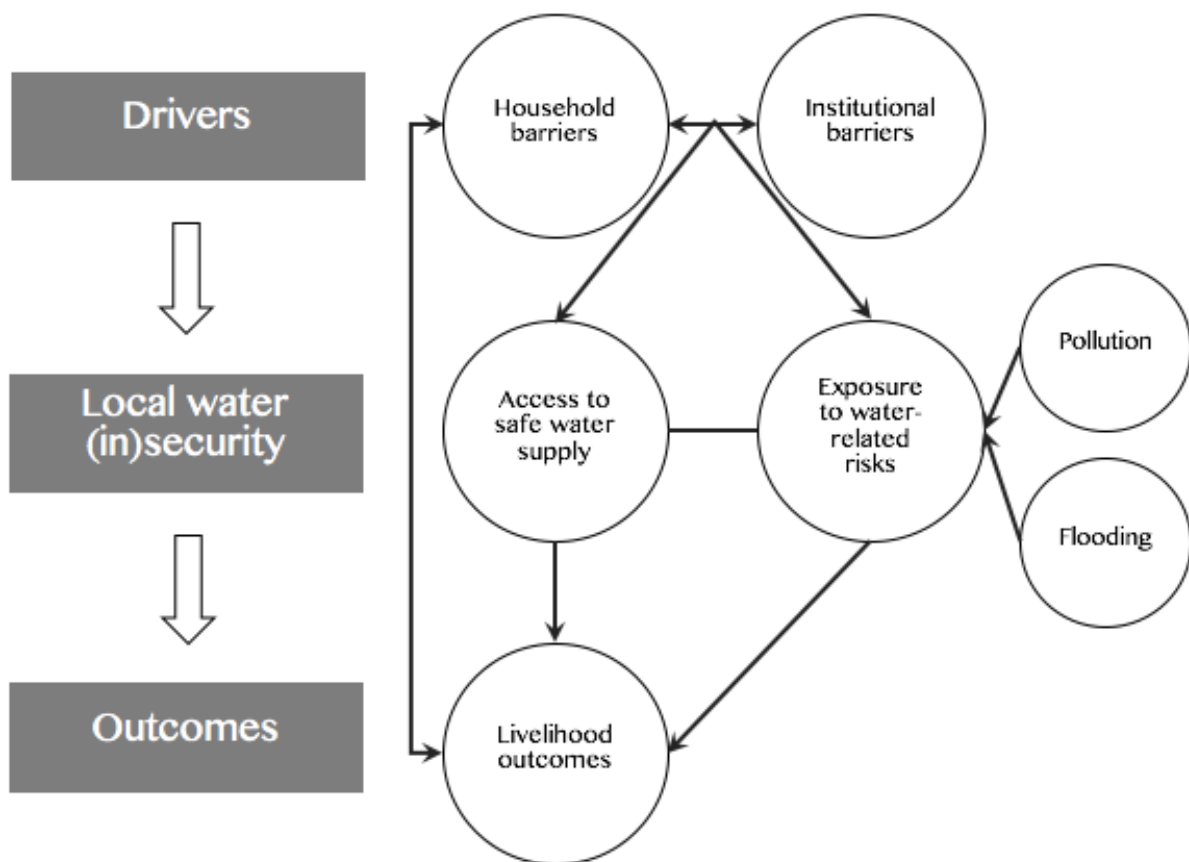 Drivers
Household
barriers
Institutional
barriers
Local water
(in)security
Access to
safe water
supply
Exposure
to water-
related
risks
Pollution
Flooding
Outcomes
Livelihood
outcomes